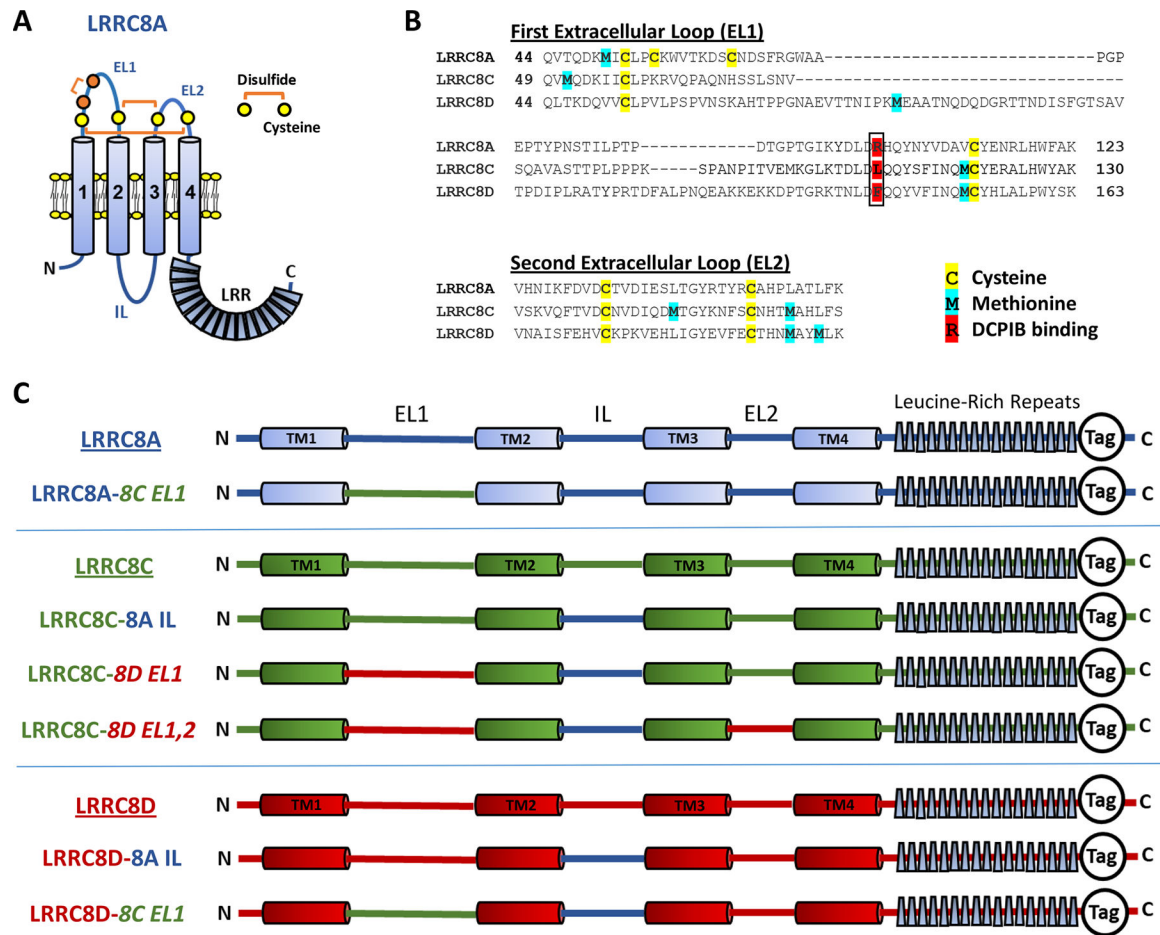 A
LRRC8A
EL1
EL2
Disulfide
Cysteine
1 2 3 4
N
IL
LRR
C
B
First Extracellular Loop (EL1)
LRRC8A 44 QVTQDKMICLPCKWVTKDSCNDSFRGWAA----------------------------PGP
LRRC8C 49 QVMQDKIICLPKRVQPAQNHSSLSNV----------------------------------
LRRC8D 44 QLTKDQVVCLPVLPSPVNSKAHTPPGNAEVTTNIPKMEAATNQDQDGRTTNDISFGTSAV
LRRC8A EPTYPNSTILPTP------------DTGPTGIKYDLDRHQYNYVDAVCYENRLHWFAK 123
LRRC8C SQAVASTTPLPPPK-----SPANPITVEMKGLKTDLDLQQYSFINQMCYERALHWYAK 130
LRRC8D TPDIPLRATYPRTDFALPNQEAKKEKKDPTGRKTNLDFQQYVFINQMCYHLALPWYSK 163
Second Extracellular Loop (EL2)
LRRC8A VHNIKFDVDCTVDIESLTGYRTYRCAHPLATLFK
LRRC8C VSKVQFTVDCNVDIQDMTGYKNFSCNHTMAHLFS
LRRC8D VNAISFEHVCKPKVEHLIGYEVFECTHNMAYMLK
C Cysteine
M Methionine
R DCPIB binding
C
EL1 IL EL2 Leucine-Rich Repeats
LRRC8A N TM1 TM2 TM3 TM4 Tag C
LRRC8A-8C EL1 N Tag C
LRRC8C N TM1 TM2 TM3 TM4 Tag C
LRRC8C-8A IL N Tag C
LRRC8C-8D EL1 N Tag C
LRRC8C-8D EL1,2 N Tag C
LRRC8D N TM1 TM2 TM3 TM4 Tag C
LRRC8D-8A IL N Tag C
LRRC8D-8C EL1 N Tag C